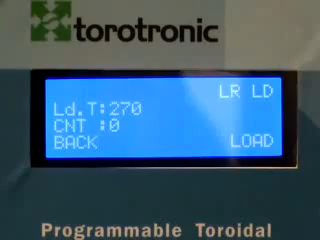 torotronic
LR LD
Ld.T:270
CNT :0
BACK LOAD
Programmable Toroidal